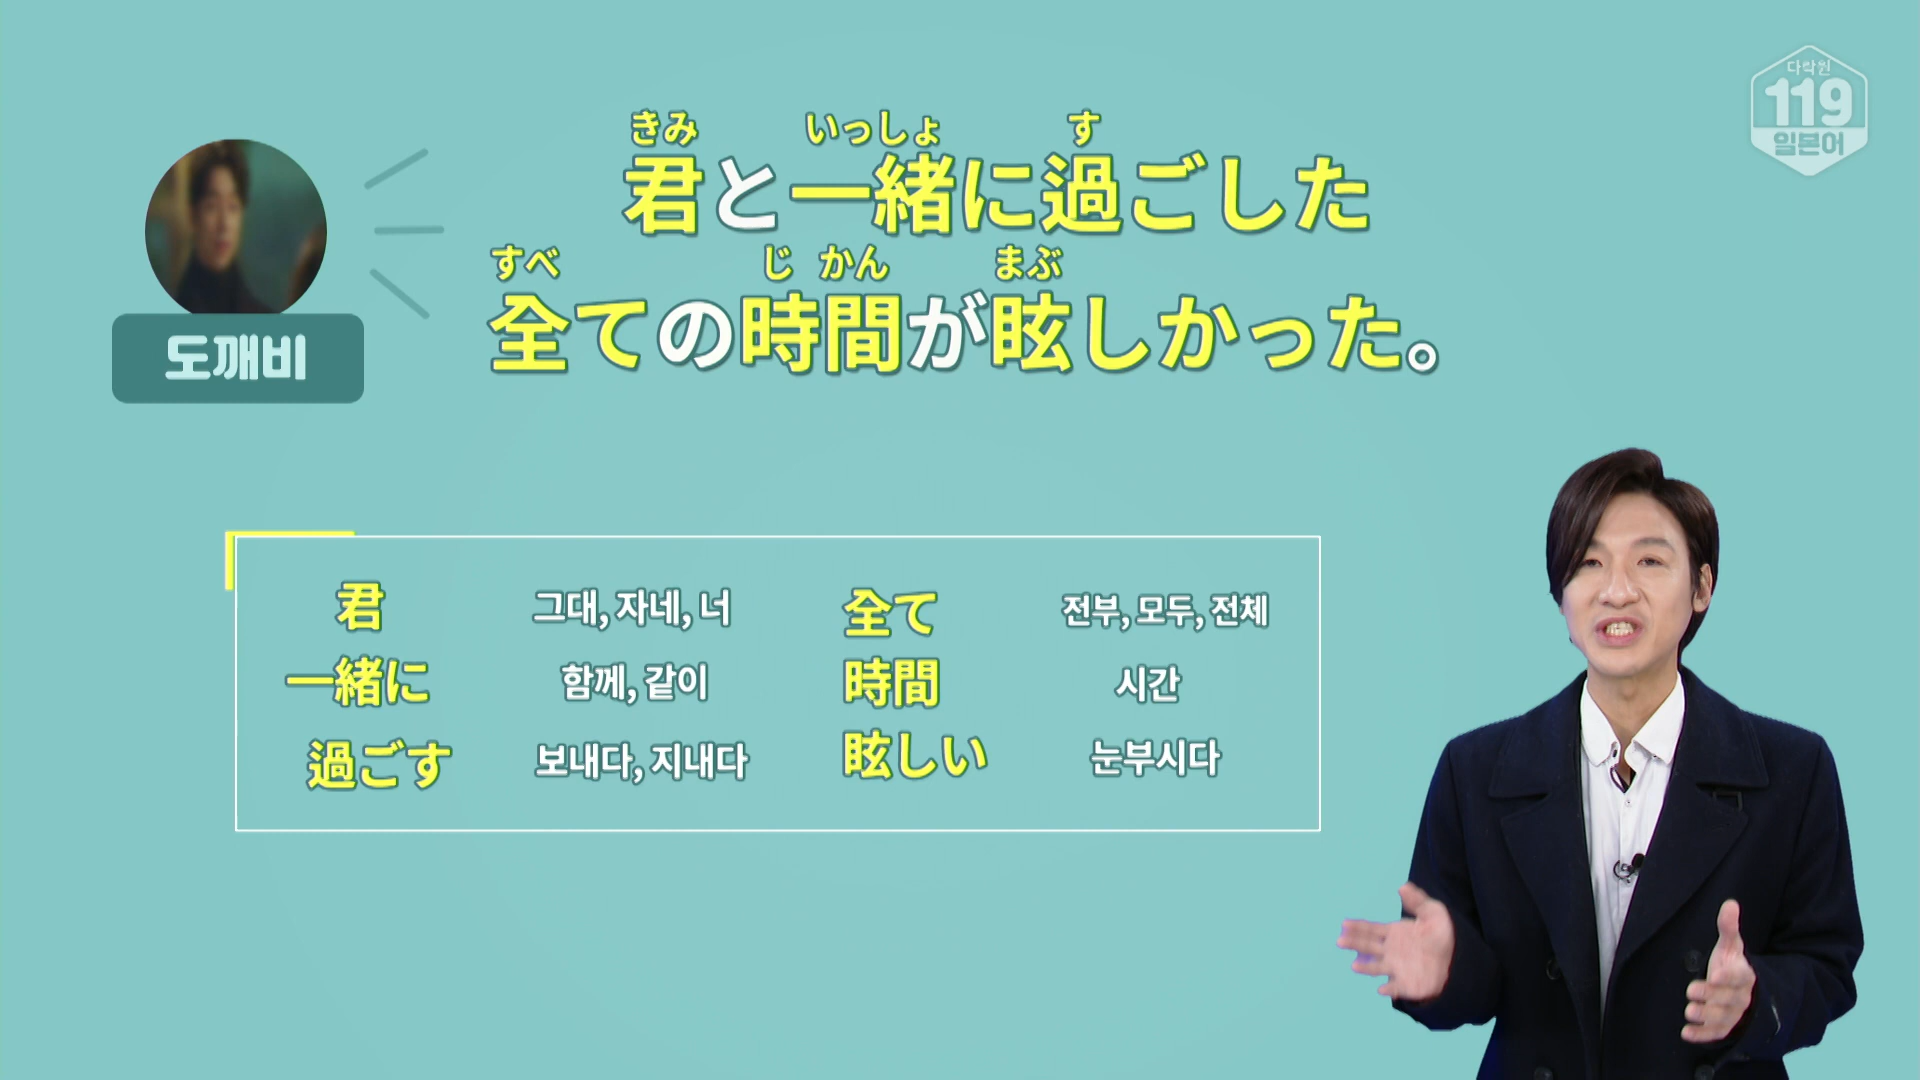 다락원
119
일본어
きみ いっしょ す
君と一緒に過ごした
すべ じ かん まぶ
全ての時間が眩しかった。
도깨비
君 그대, 자네, 너 全て 전부, 모두, 전체
一緒に 함께, 같이 時間 시간
過ごす 보내다, 지내다 眩しい 눈부시다